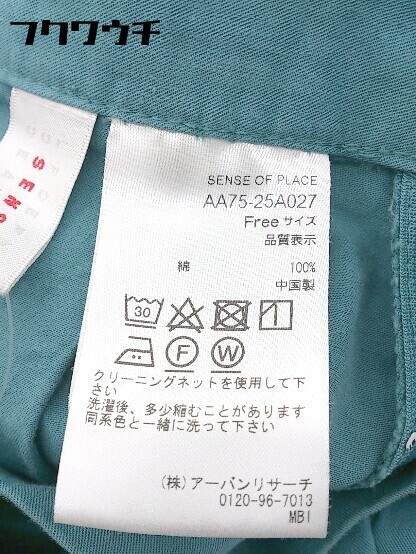 フクワウチ
SENS
SENSE OF PLACE
AA75-25A027
Free サイズ
品質表示
綿 100%
中国製
30
F
W
クリーニングネットを使用して下
さい
洗濯後、多少縮むことがあります
同系色と一緒に洗って下さい
(株) アーバンリサーチ
0120-96-7013
MBI